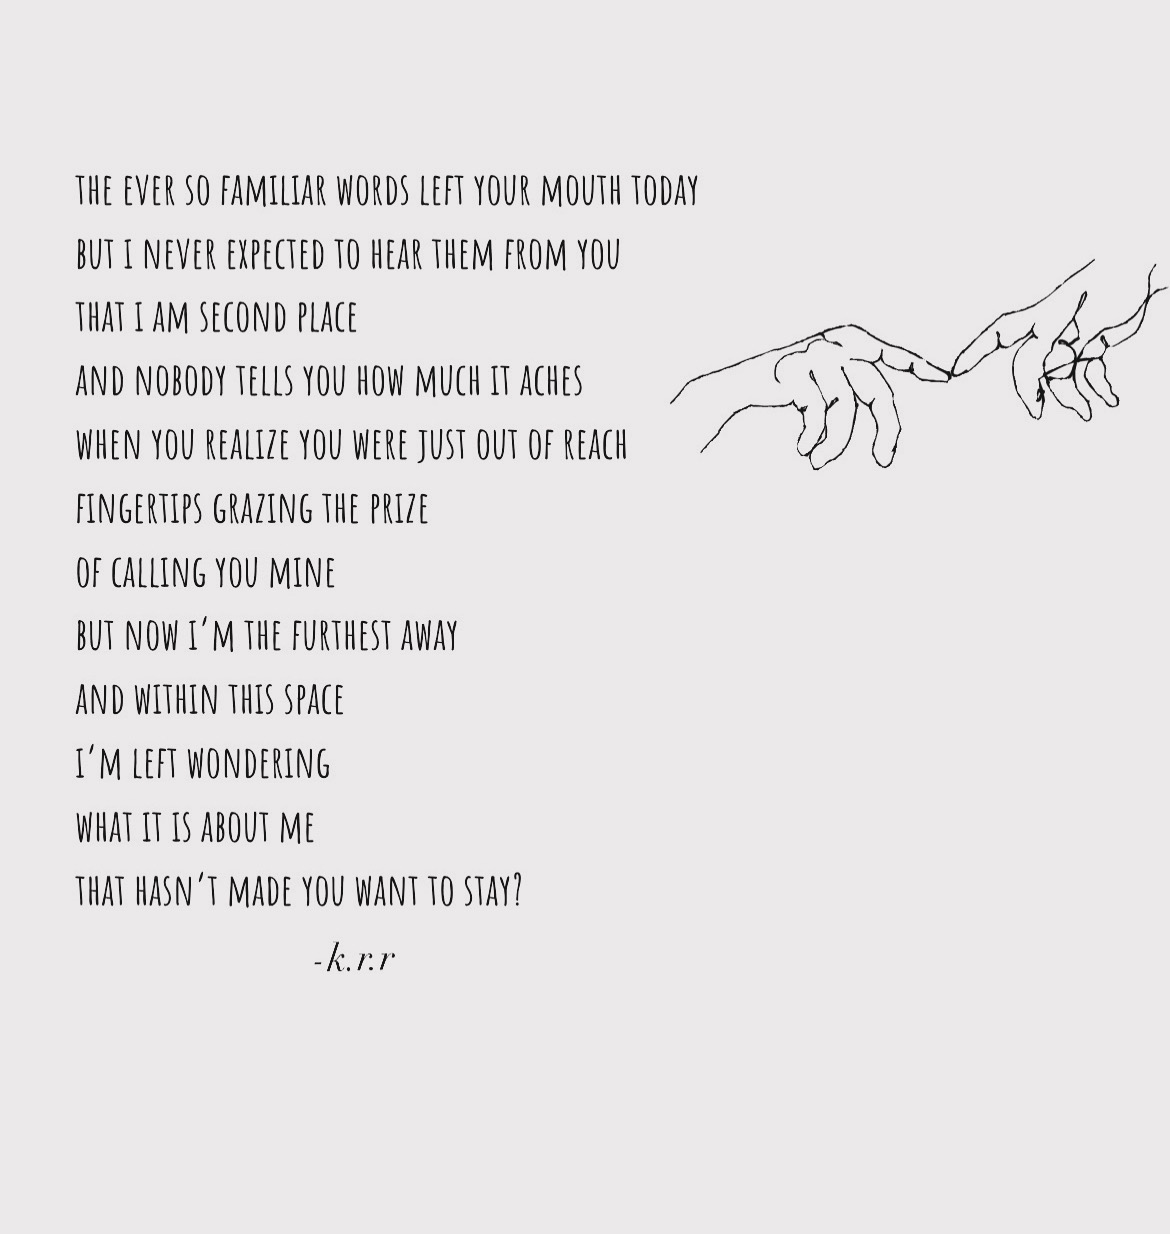 THE EVER SO FAMILIAR WORDS LEFT YOUR MOUTH TODAY
BUT I NEVER EXPECTED TO HEAR THEM FROM YOU
THAT I AM SECOND PLACE
AND NOBODY TELLS YOU HOW MUCH IT ACHES
WHEN YOU REALIZE YOU WERE JUST OUT OF REACH
FINGERTIPS GRAZING THE PRIZE
OF CALLING YOU MINE
BUT NOW I'M THE FURTHEST AWAY
AND WITHIN THIS SPACE
I'M LEFT WONDERING
WHAT IT IS ABOUT ME
THAT HASN'T MADE YOU WANT TO STAY?
-k.r.r